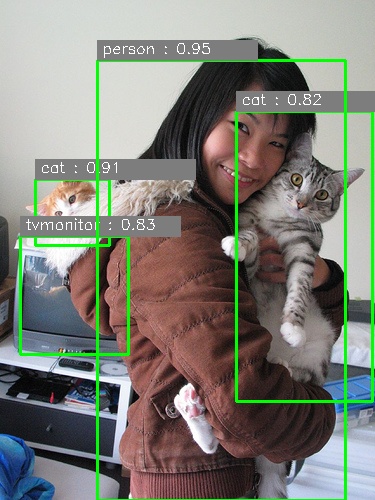 person : 0.95
cat : 0.82
cat : 0.91
tvmonitor : 0.83